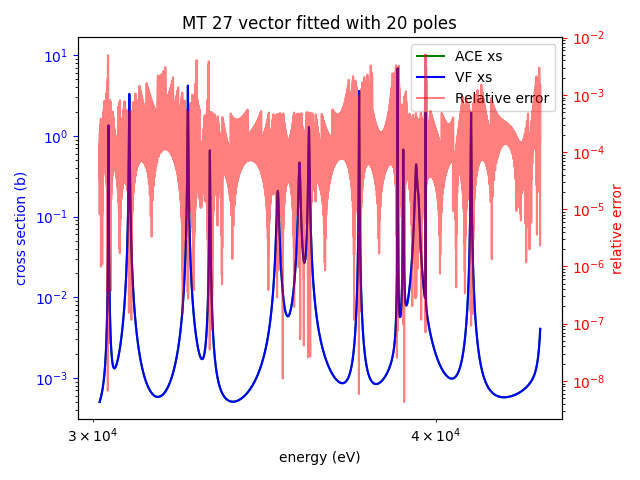 MT 27 vector fitted with 20 poles
ACE xs
VF xs
Relative error
cross section (b)
10¹
10⁰
10⁻¹
10⁻²
10⁻³
relative error
10⁻²
10⁻³
10⁻⁴
10⁻⁵
10⁻⁶
10⁻⁷
10⁻⁸
3 × 10⁴
4 × 10⁴
energy (eV)